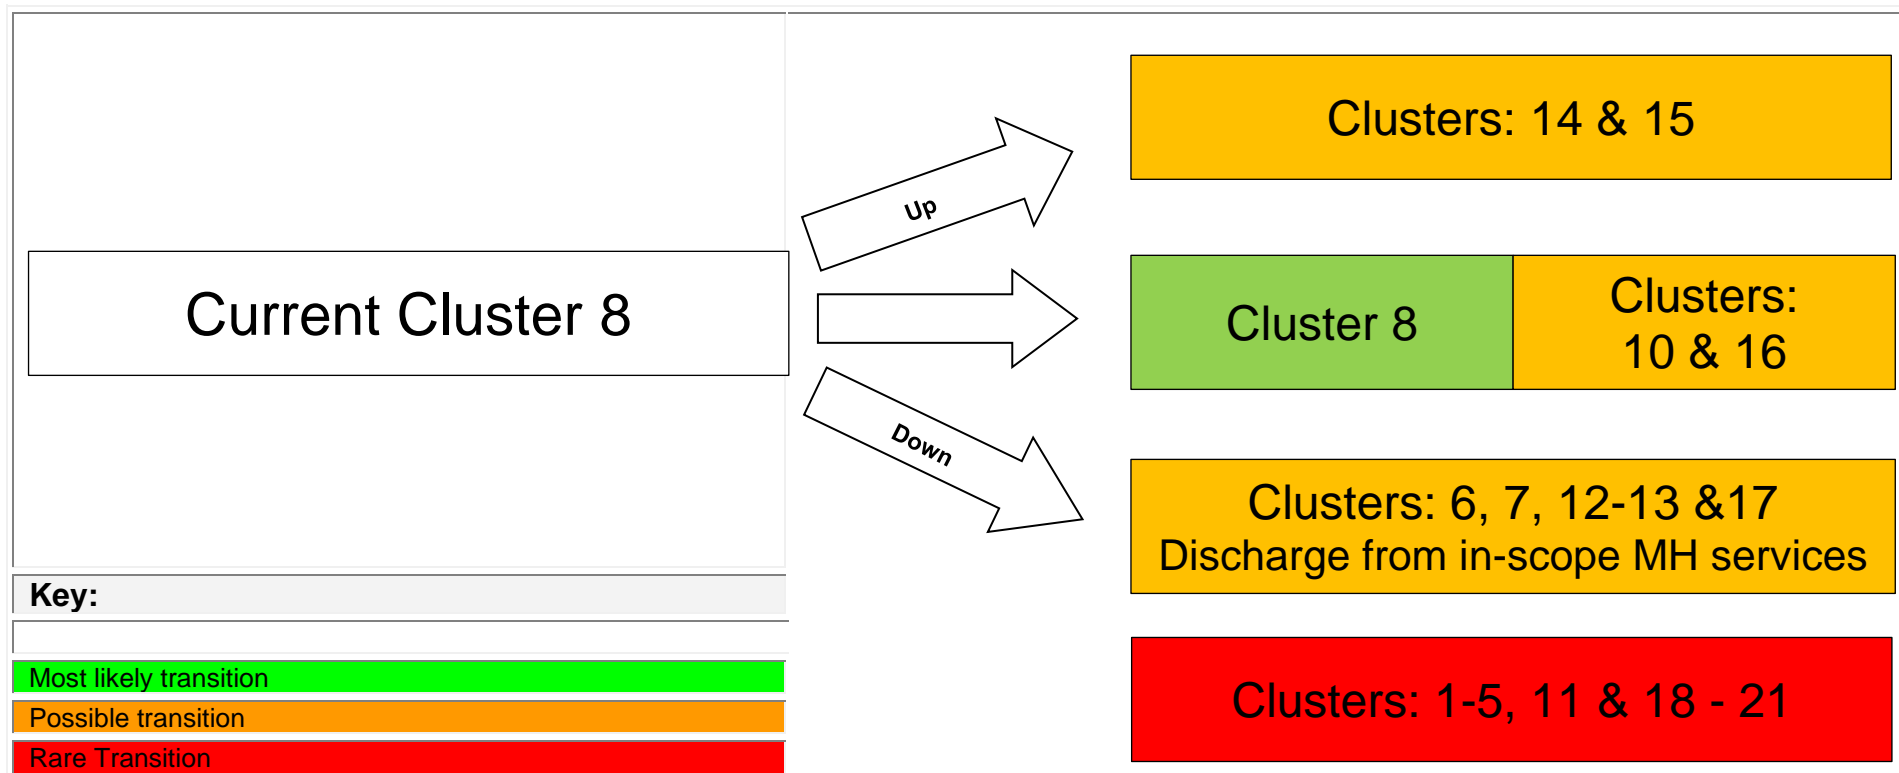 Current Cluster 8
Up
Down
Clusters: 14 & 15
Cluster 8
Clusters:
10 & 16
Clusters: 6, 7, 12-13 &17
Discharge from in-scope MH services
Clusters: 1-5, 11 & 18 - 21
Key:
Most likely transition
Possible transition
Rare Transition